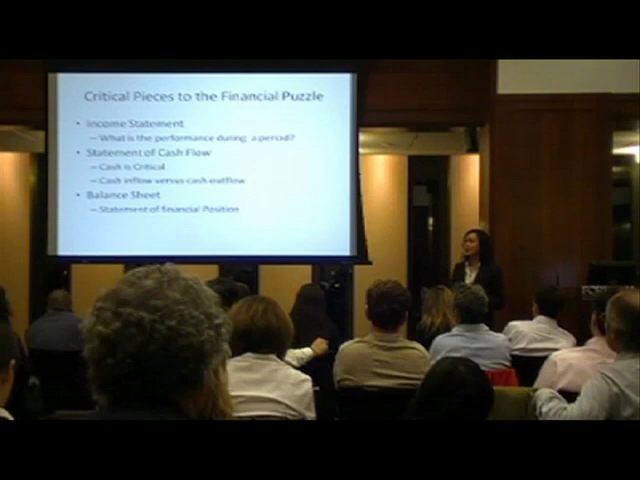 Critical Pieces to the Financial Puzzle
• Income Statement
– What is the performance during a period?
• Statement of Cash Flow
– Cash is Critical
– Cash inflow versus cash outflow
• Balance Sheet
– Statement of financial Position